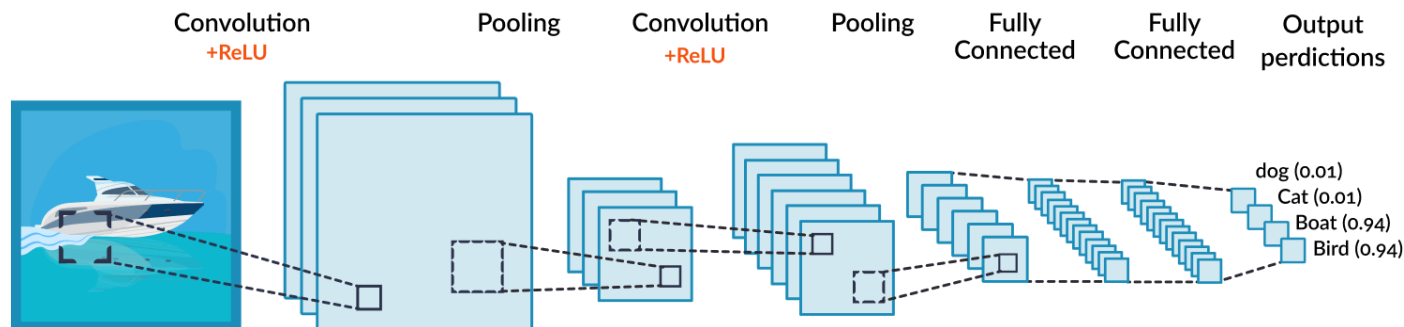 Convolution
+ReLU
Pooling
Convolution
+ReLU
Pooling
Fully
Connected
Fully
Connected
Output
perdictions
dog (0.01)
Cat (0.01)
Boat (0.94)
Bird (0.94)